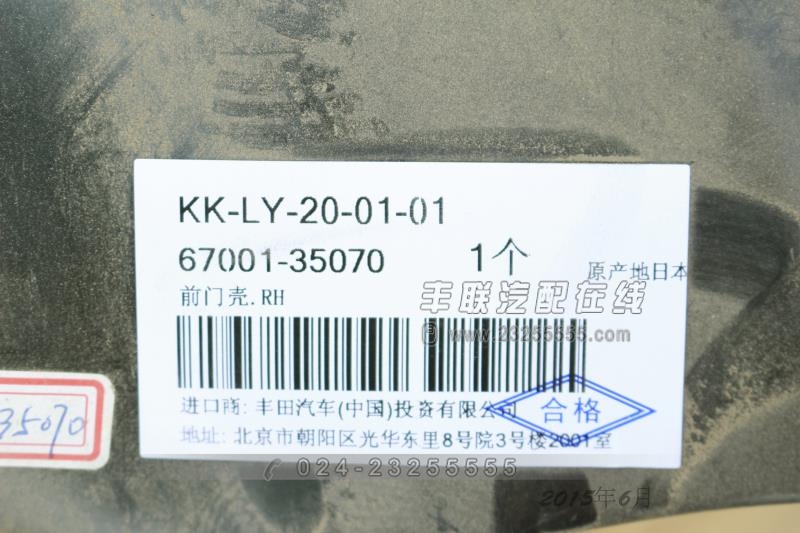 KK-LY-20-01-01
67001-35070 1个 原产地日本
前门壳.RH
丰联汽配在线
www.23255555.com
进口商: 丰田汽车(中国)投资有限公司
合格
地址: 北京市朝阳区光华东里8号院3号楼2001室
35070
024-23255555
2015年6月